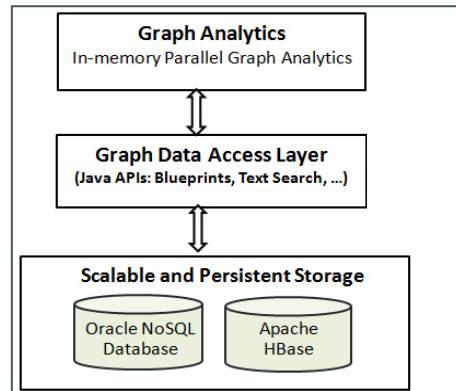 Graph Analytics
In-memory Parallel Graph Analytics
Graph Data Access Layer
(Java APIs: Blueprints, Text Search, ...)
Scalable and Persistent Storage
Oracle NoSQL
Database
Apache
HBase